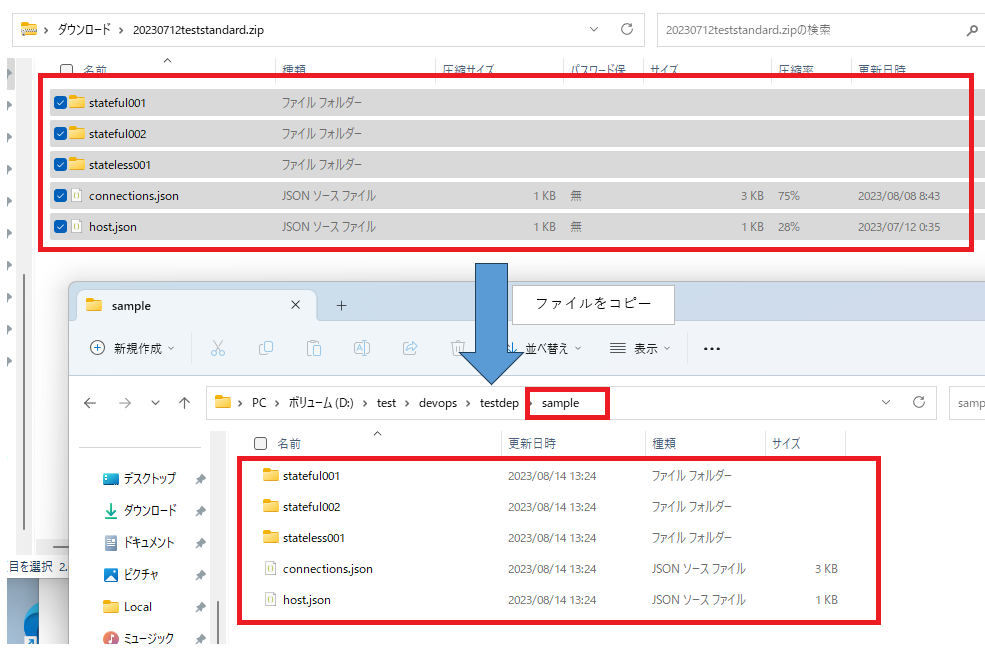 ダウンロード 20230712teststandard.zip 20230712teststandard.zipの検索
名前 種類 圧縮サイズ パスワード保 サイズ 圧縮率 更新日時
stateful001 ファイル フォルダー
stateful002 ファイル フォルダー
stateless001 ファイル フォルダー
connections.json JSON ソース ファイル 1 KB 無 3 KB 75% 2023/08/08 8:43
host.json JSON ソース ファイル 1 KB 無 1 KB 28% 2023/07/12 0:35
sample
ファイルをコピー
新規作成 並べ替え 表示
PC ボリューム (D:) test devops testdep sample samp
名前 更新日時 種類 サイズ
stateful001 2023/08/14 13:24 ファイル フォルダー
stateful002 2023/08/14 13:24 ファイル フォルダー
stateless001 2023/08/14 13:24 ファイル フォルダー
connections.json 2023/08/14 13:24 JSON ソース ファイル 3 KB
host.json 2023/08/14 13:24 JSON ソース ファイル 1 KB
デスクトップ
ダウンロード
ドキュメント
ピクチャ
Local
ミュージック
目を選択 2.